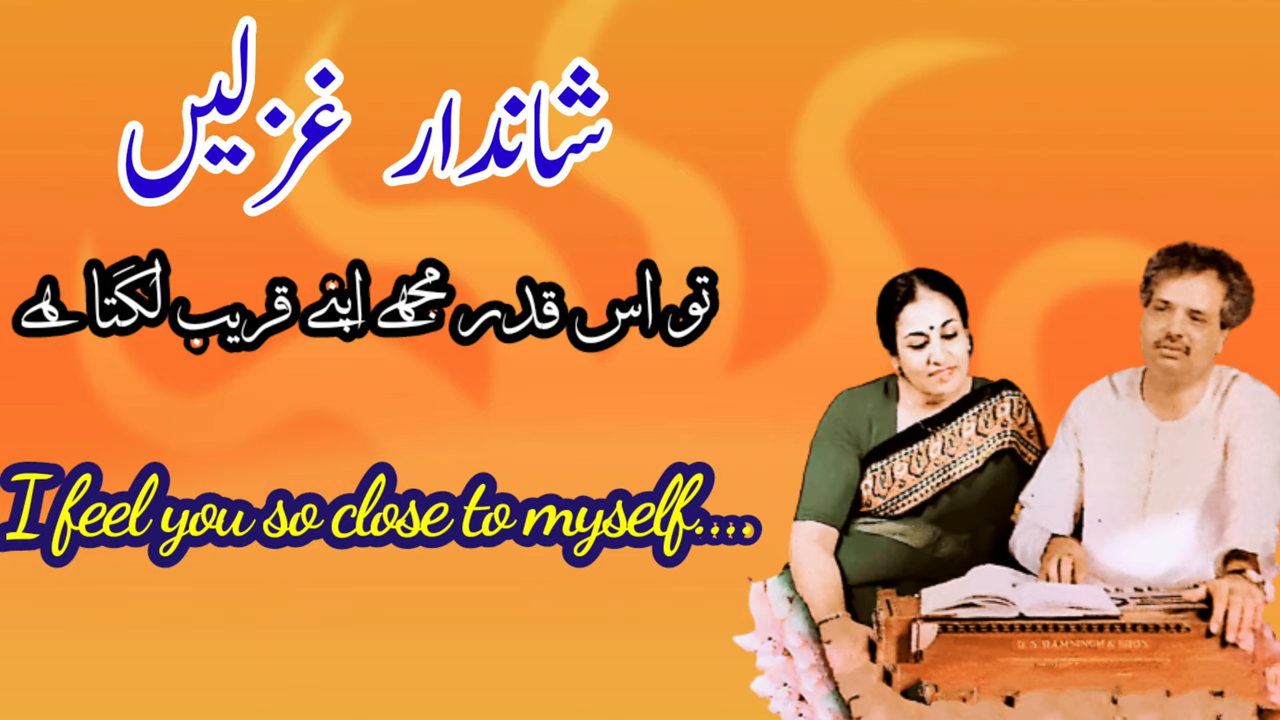 شاندار غزلیں
تو اس قدر مجھے اپنے قریب لگتا ہے
I feel you so close to myself....